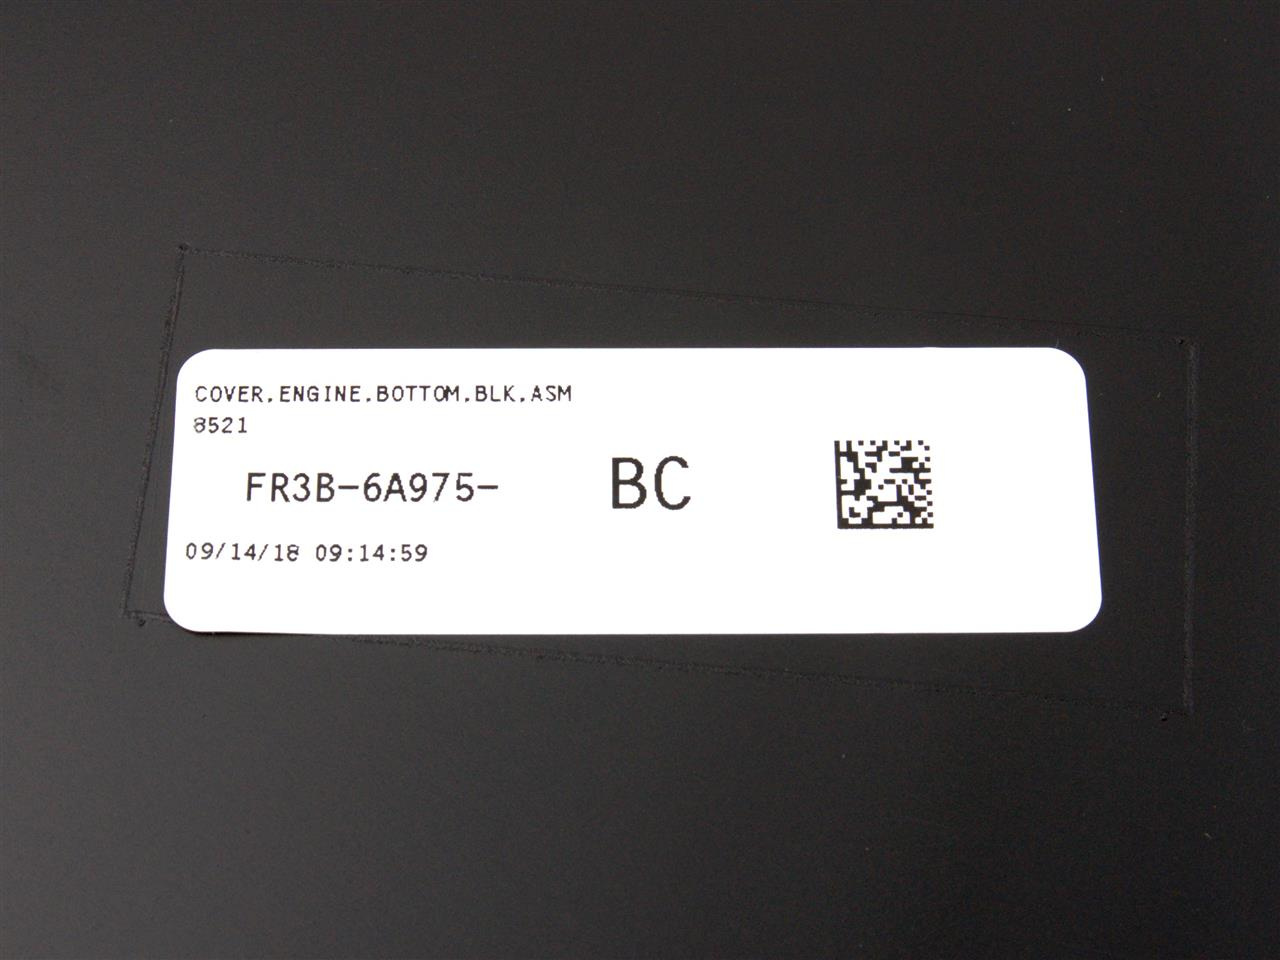 COVER,ENGINE,BOTTOM,BLK,ASM
8521
FR3B-6A975- BC
09/14/18 09:14:59